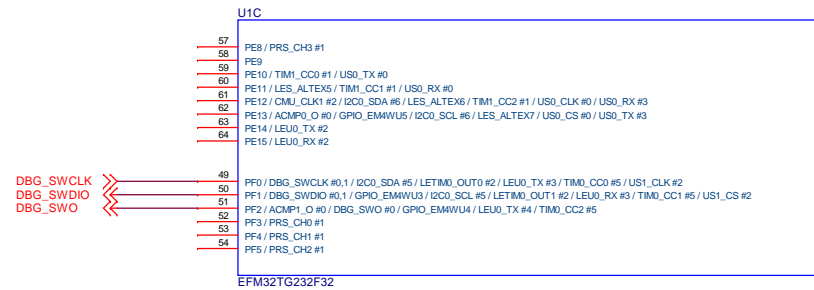 U1C
57 PE8 / PRS_CH3 #1
58 PE9
59 PE10 / TIM1_CC0 #1 / US0_TX #0
60 PE11 / LES_ALTEX5 / TIM1_CC1 #1 / US0_RX #0
61 PE12 / CMU_CLK1 #2 / I2C0_SDA #6 / LES_ALTEX6 / TIM1_CC2 #1 / US0_CLK #0 / US0_RX #3
62 PE13 / ACMP0_O #0 / GPIO_EM4WU5 / I2C0_SCL #6 / LES_ALTEX7 / US0_CS #0 / US0_TX #3
63 PE14 / LEU0_TX #2
64 PE15 / LEU0_RX #2
DBG_SWCLK 49 PF0 / DBG_SWCLK #0,1 / I2C0_SDA #5 / LETIM0_OUT0 #2 / LEU0_TX #3 / TIM0_CC0 #5 / US1_CLK #2
DBG_SWDIO 50 PF1 / DBG_SWDIO #0,1 / GPIO_EM4WU3 / I2C0_SCL #5 / LETIM0_OUT1 #2 / LEU0_RX #3 / TIM0_CC1 #5 / US1_CS #2
DBG_SWO 51 PF2 / ACMP1_O #0 / DBG_SWO #0 / GPIO_EM4WU4 / LEU0_TX #4 / TIM0_CC2 #5
52 PF3 / PRS_CH0 #1
53 PF4 / PRS_CH1 #1
54 PF5 / PRS_CH2 #1
EFM32TG232F32